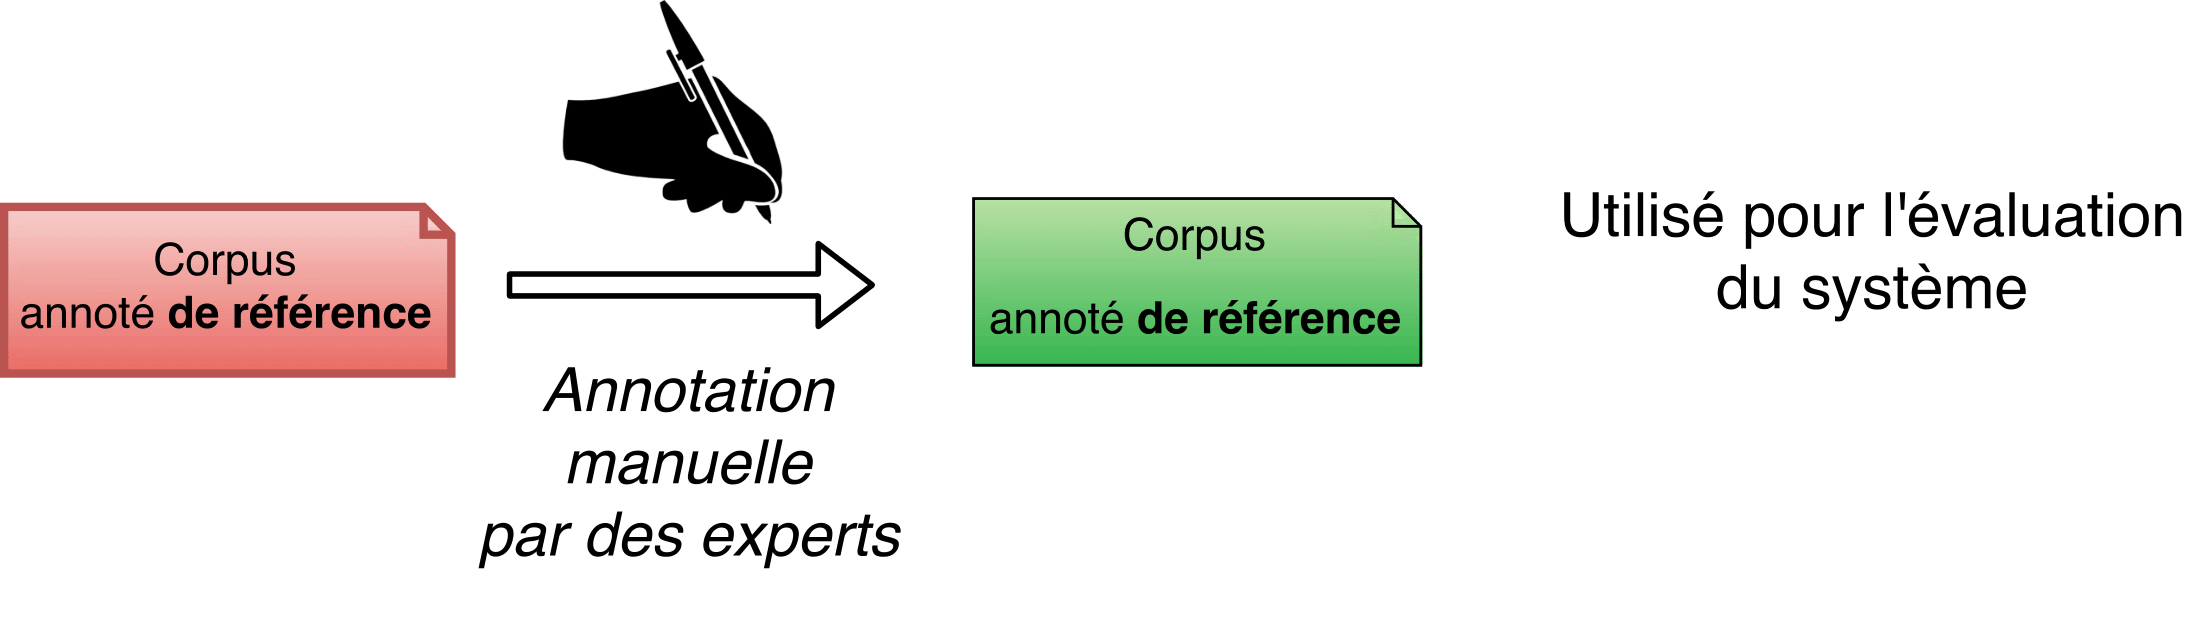 Corpus
annoté de référence
Annotation
manuelle
par des experts
Corpus
annoté de référence
Utilisé pour l'évaluation
du système